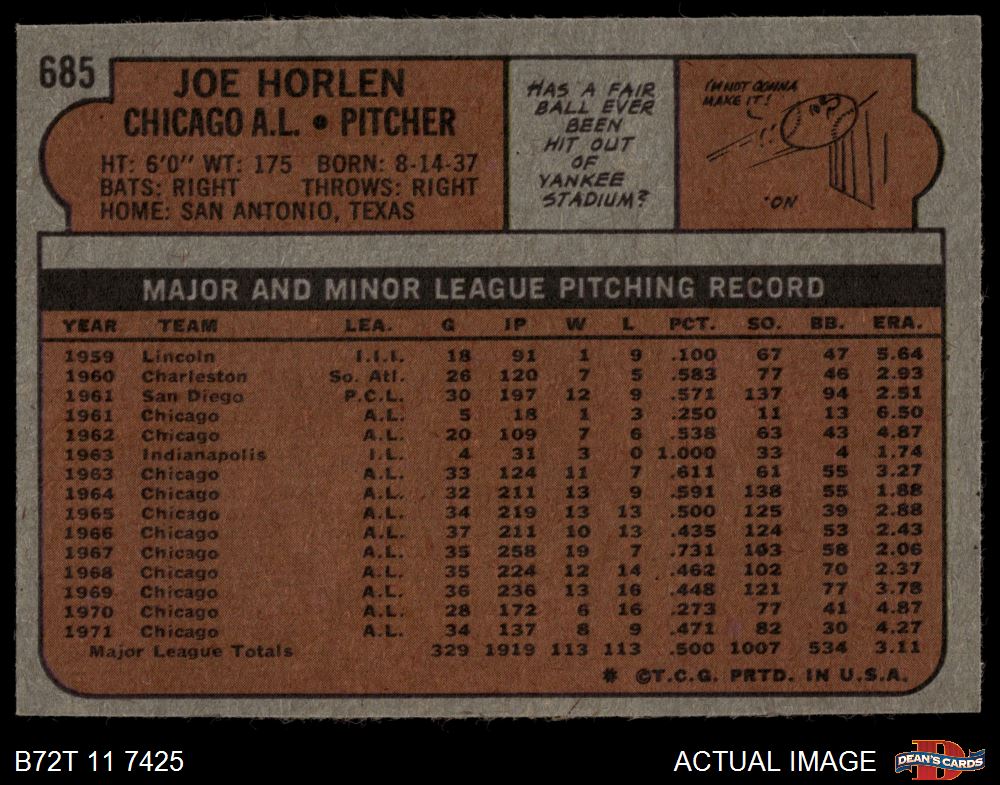 685
JOE HORLEN
CHICAGO A.L. • PITCHER
HT: 6'0" WT: 175 BORN: 8-14-37
BATS: RIGHT THROWS: RIGHT
HOME: SAN ANTONIO, TEXAS
HAS A FAIR
BALL EVER
BEEN
HIT OUT
OF
YANKEE
STADIUM?
I'M NOT GONNA
MAKE IT!
'ON
MAJOR AND MINOR LEAGUE PITCHING RECORD
YEAR TEAM LEA. G IP W L PCT. SO. BB. ERA.
1959 Lincoln I.I.I. 18 91 1 9 .100 67 47 5.64
1960 Charleston So. Atl. 26 120 7 5 .583 77 46 2.93
1961 San Diego P.C.L. 30 197 12 9 .571 137 94 2.51
1961 Chicago A.L. 5 18 1 3 .250 11 13 6.50
1962 Chicago A.L. 20 109 7 6 .538 63 43 4.87
1963 Indianapolis I.L. 4 31 3 0 1.000 33 4 1.74
1963 Chicago A.L. 33 124 11 7 .611 61 55 3.27
1964 Chicago A.L. 32 211 13 9 .591 138 55 1.88
1965 Chicago A.L. 34 219 13 13 .500 125 39 2.88
1966 Chicago A.L. 37 211 10 13 .435 124 53 2.43
1967 Chicago A.L. 35 258 19 7 .731 103 58 2.06
1968 Chicago A.L. 35 224 12 14 .462 102 70 2.37
1969 Chicago A.L. 36 236 13 16 .448 121 77 3.78
1970 Chicago A.L. 28 172 6 16 .273 77 41 4.87
1971 Chicago A.L. 34 137 8 9 .471 82 30 4.27
Major League Totals 329 1919 113 113 .500 1007 534 3.11
* ©T.C.G. PRTD. IN U.S.A.
B72T 11 7425
ACTUAL IMAGE
D
DEAN'S CARDS